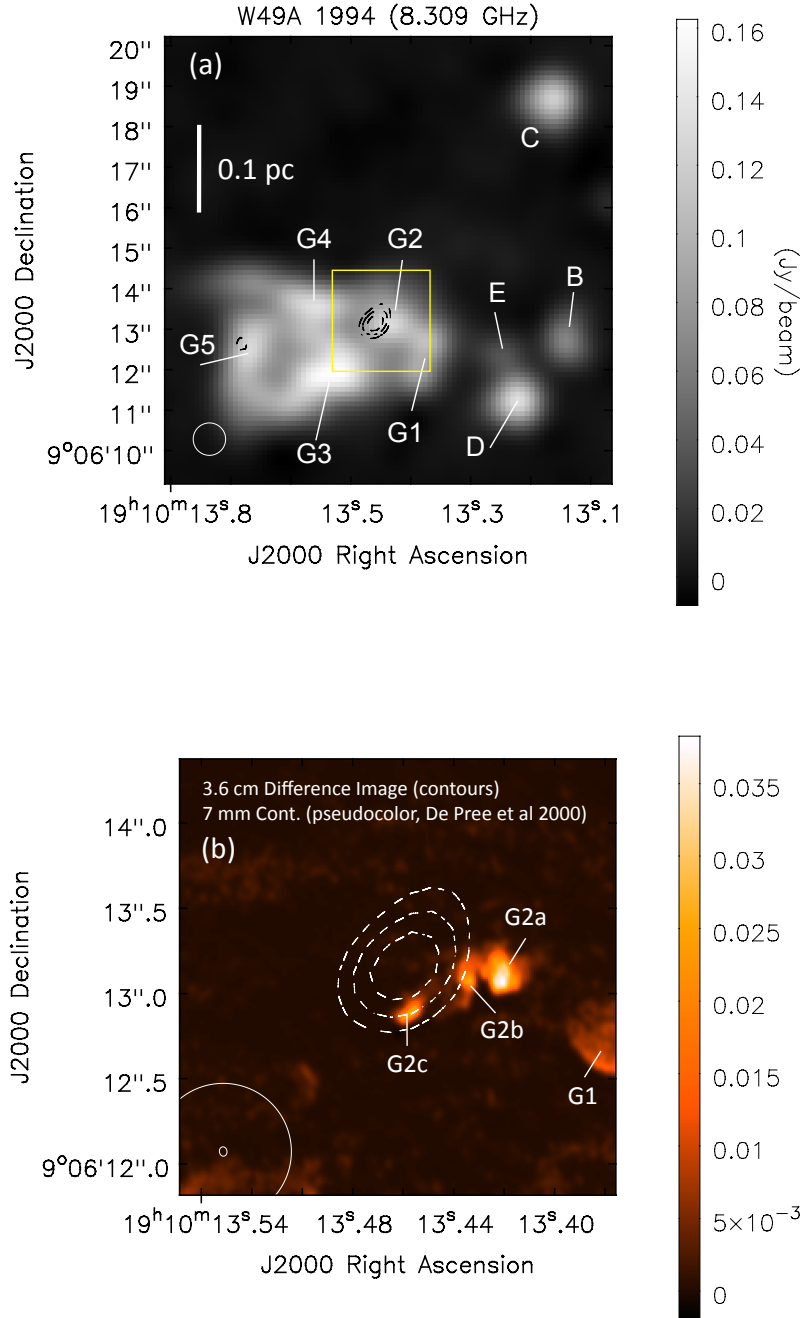 W49A 1994 (8.309 GHz)
(a)
20"
19"
18"
17"
16"
15"
14"
13"
12"
11"
9°06'10"
J2000 Declination
0.1 pc
C
G4
G2
E
B
G5
G3
G1
D
19ʰ10ᵐ13ˢ.8
13ˢ.5
13ˢ.3
13ˢ.1
J2000 Right Ascension
0.16
0.14
0.12
0.1
0.08
0.06
0.04
0.02
0
(Jy/beam)
3.6 cm Difference Image (contours)
7 mm Cont. (pseudocolor, De Pree et al 2000)
(b)
14".0
13".5
13".0
12".5
9°06'12".0
J2000 Declination
G2a
G2b
G2c
G1
19ʰ10ᵐ13ˢ.54
13ˢ.48
13ˢ.44
13ˢ.40
J2000 Right Ascension
0.035
0.03
0.025
0.02
0.015
0.01
5×10⁻³
0